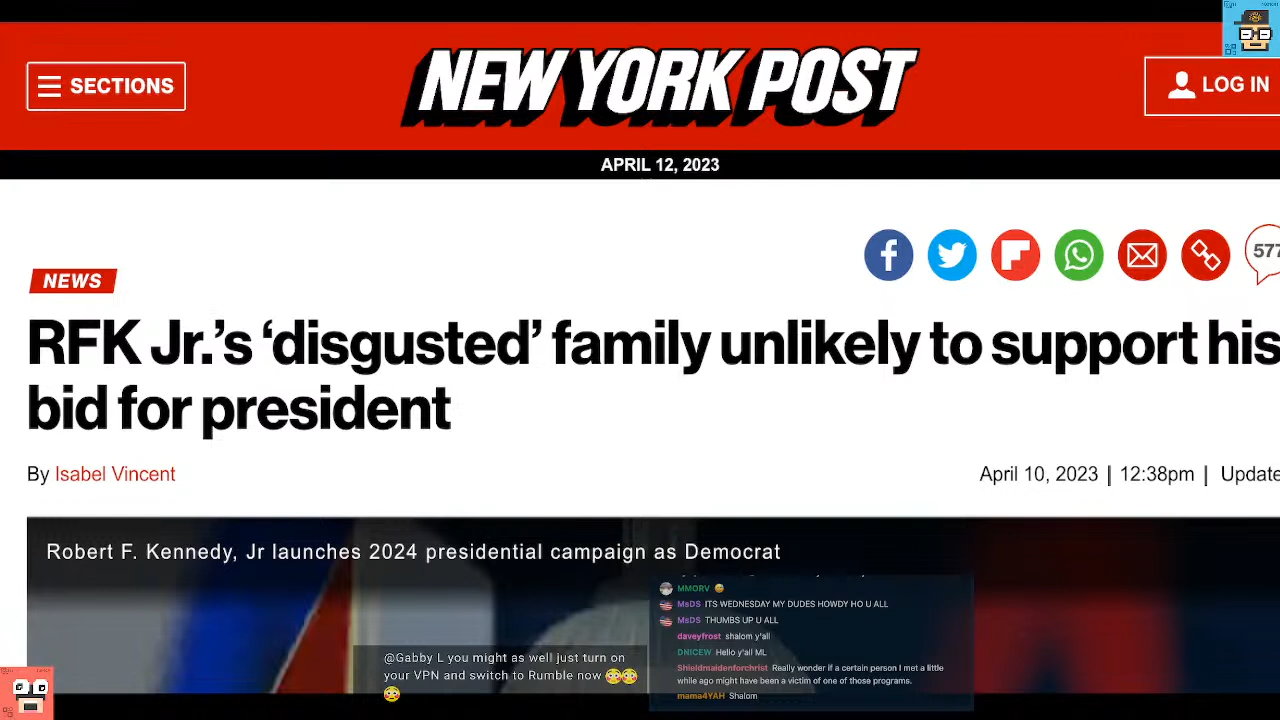 SECTIONS
NEW YORK POST
LOG IN
APRIL 12, 2023
577
NEWS
RFK Jr.'s ‘disgusted’ family unlikely to support his
bid for president
By Isabel Vincent
April 10, 2023 | 12:38pm | Update
Robert F. Kennedy, Jr launches 2024 presidential campaign as Democrat
@Gabby L you might as well just turn on
your VPN and switch to Rumble now 😳😳
😳
MMORV 😅
MsDS ITS WEDNESDAY MY DUDES HOWDY HO U ALL
MsDS THUMBS UP U ALL
daveyfrost shalom y'all
DNICEW Hello y'all ML
Shieldmaidenforchrist Really wonder if a certain person I met a little
while ago might have been a victim of one of those programs.
mama4YAH Shalom